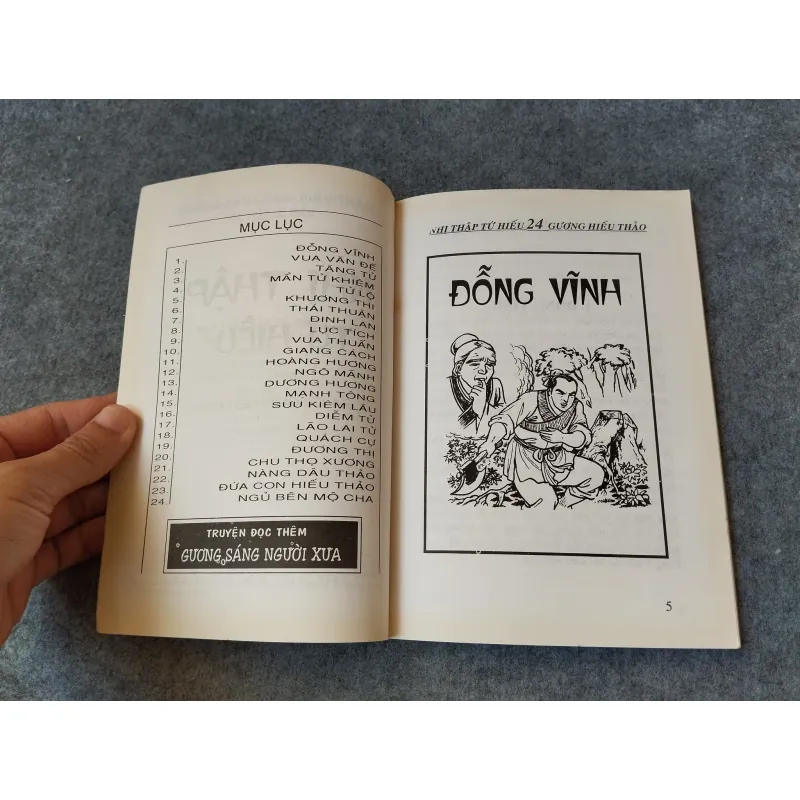 MỤC LỤC
1. ĐỖNG VĨNH
2. VUA VĂN ĐẾ
3. TĂNG TỬ
4. MẪN TỬ KHIÊM
5. TỬ LỘ
6. KHƯƠNG THI
7. THÁI THUẬN
8. ĐINH LAN
9. LỤC TÍCH
10. VUA THUẤN
11. GIANG CÁCH
12. HOÀNG HƯƠNG
13. NGÔ MÃNH
14. DƯƠNG HƯƠNG
15. MẠNH TÔNG
16. SƯU KIỀM LÂU
17. DIỄM TỬ
18. LÃO LAI TỬ
19. QUÁCH CỰ
20. ĐƯƠNG THỊ
21. CHU THỌ XƯƠNG
22. NÀNG DÂU THẢO
23. ĐỨA CON HIẾU THẢO
24. NGỦ BÊN MỘ CHA
TRUYỆN ĐỌC THÊM
GƯƠNG SÁNG NGƯỜI XƯA
NHỊ THẬP TỨ HIẾU 24 GƯƠNG HIẾU THẢO
ĐỖNG VĨNH
5